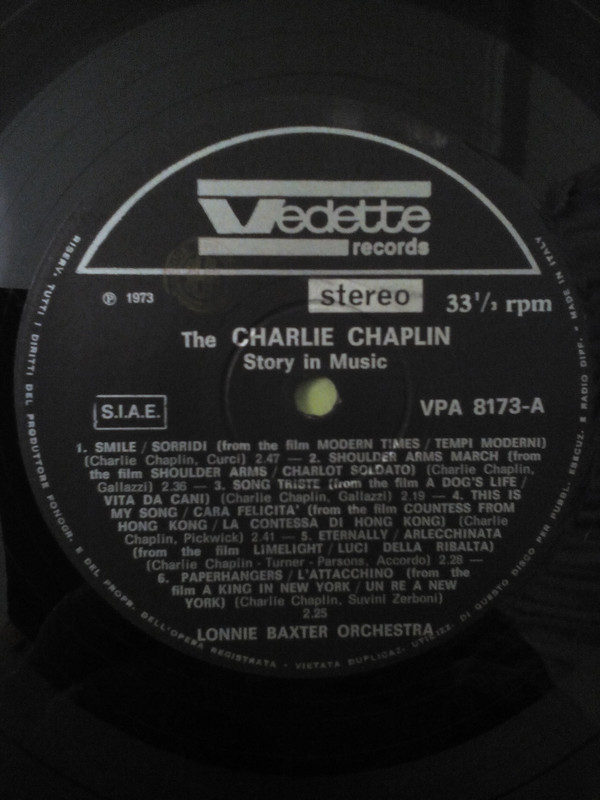 Vedette
records
℗ 1973
stereo
33 1/3 rpm
The CHARLIE CHAPLIN
Story in Music
S.I.A.E.
VPA 8173-A
1. SMILE / SORRIDI (from the film MODERN TIMES / TEMPI MODERNI)
(Charlie Chaplin, Curci) 2.47 — 2. SHOULDER ARMS MARCH (from
the film SHOULDER ARMS / CHARLOT SOLDATO) (Charlie Chaplin,
Gallazzi) 2.36 — 3. SONG TRISTE (from the film A DOG'S LIFE /
VITA DA CANI) (Charlie Chaplin, Gallazzi) 2.19 — 4. THIS IS
MY SONG / CARA FELICITA' (from the film COUNTESS FROM
HONG KONG / LA CONTESSA DI HONG KONG) (Charlie
Chaplin, Pickwick) 2.41 — 5. ETERNALLY / ARLECCHINATA
(from the film LIMELIGHT / LUCI DELLA RIBALTA)
(Charlie Chaplin - Turner - Parsons, Accordo) 2.28 —
6. PAPERHANGERS / L'ATTACCHINO (from the
film A KING IN NEW YORK / UN RE A NEW
YORK) (Charlie Chaplin, Suvini Zerboni)
2.25
LONNIE BAXTER ORCHESTRA
RISERV. TUTTI I DIRITTI DEL PRODUTTORE FONOGR. E DEL PROPR. DELL'OPERA REGISTRATA - VIETATA DUPLICAZ. UTILIZZ. DI QUESTO DISCO PER PUBBL. ESECUZ. E RADIO DIFF. - MADE IN ITALY